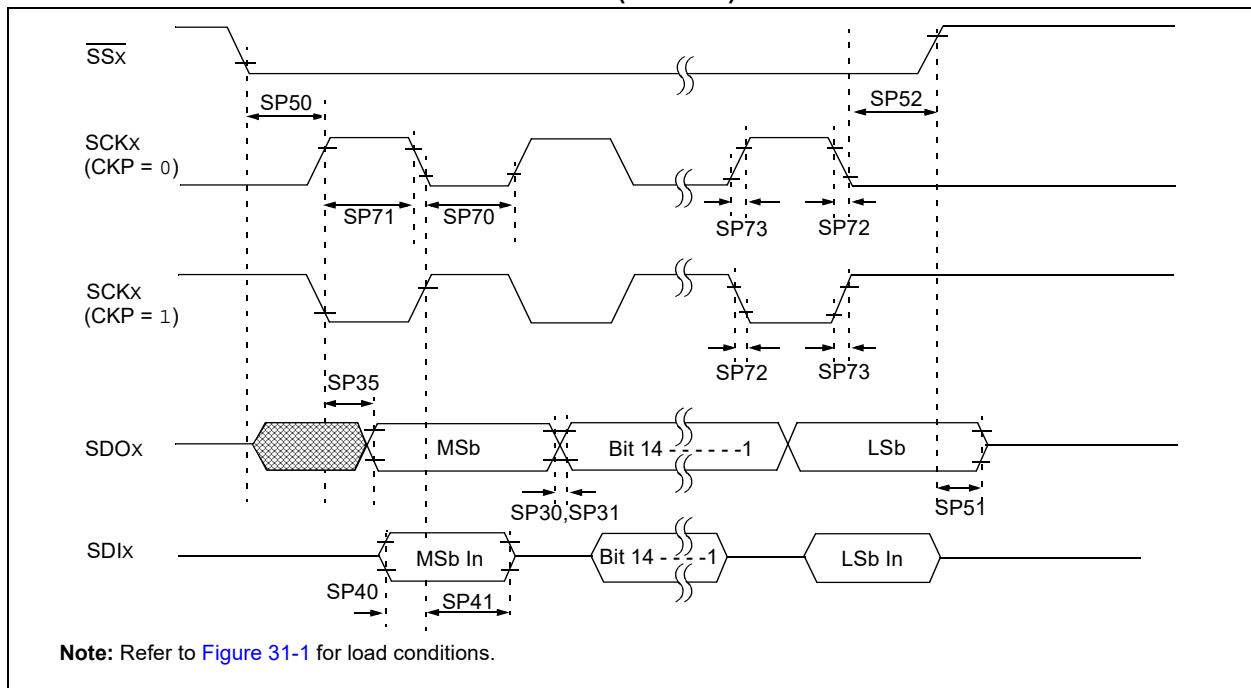 SSx
SP50
SP52
SCKx
(CKP = 0)
SP71
SP70
SP73
SP72
SCKx
(CKP = 1)
SP72
SP73
SP35
SDOx
MSb
Bit 14 - - - - - -1
LSb
SP30,SP31
SP51
SDIx
MSb In
Bit 14 - - - -1
LSb In
SP40
SP41
Note: Refer to Figure 31-1 for load conditions.